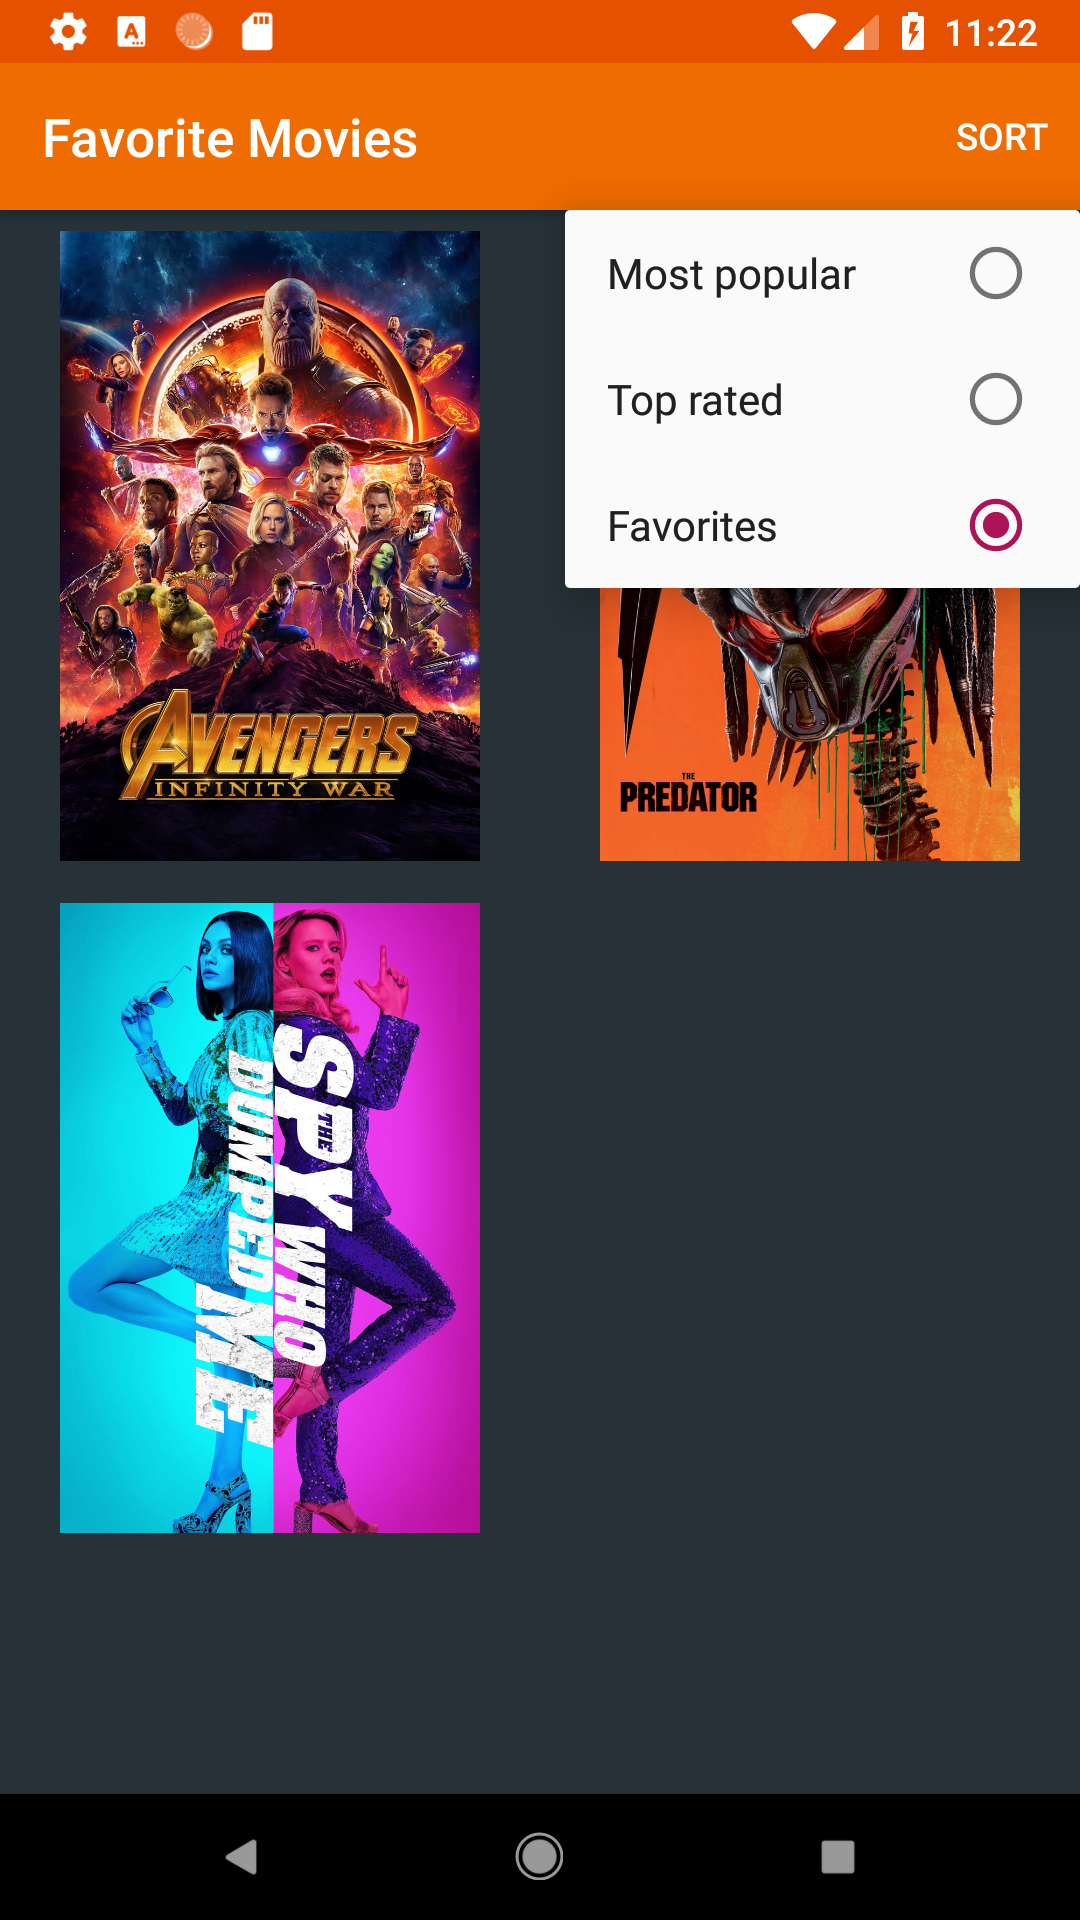 11:22
Favorite Movies
SORT
Most popular
Top rated
Favorites
AVENGERS
INFINITY WAR
THE
PREDATOR
THE
SPY WHO
DUMPED
ME